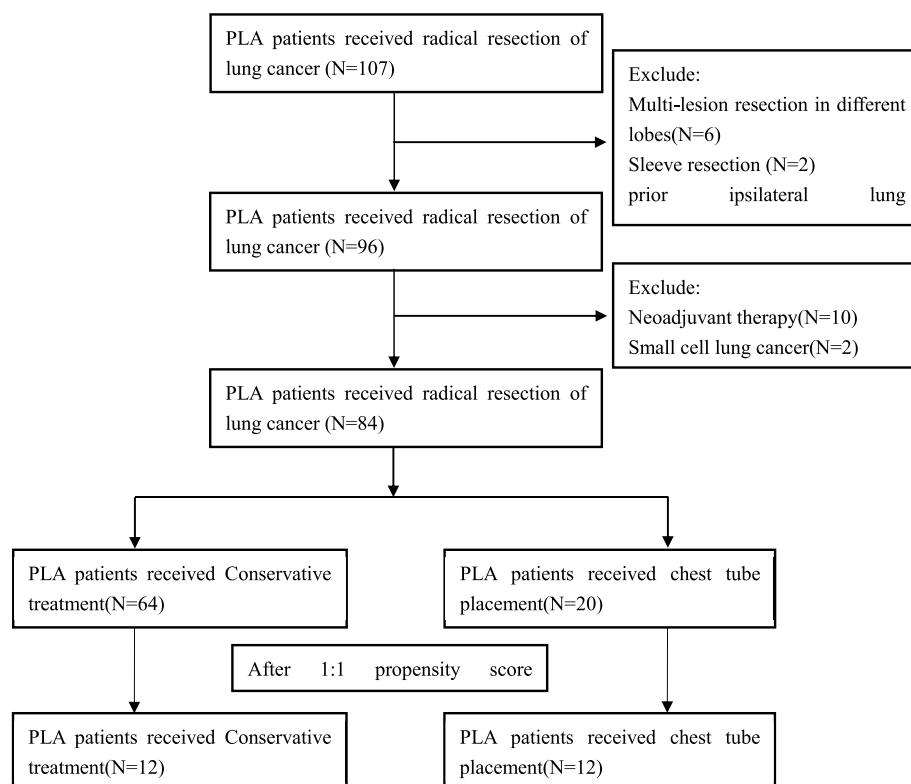 PLA patients received radical resection of
lung cancer (N=107)
Exclude:
Multi-lesion resection in different
lobes(N=6)
Sleeve resection (N=2)
prior ipsilateral lung
PLA patients received radical resection of
lung cancer (N=96)
Exclude:
Neoadjuvant therapy(N=10)
Small cell lung cancer(N=2)
PLA patients received radical resection of
lung cancer (N=84)
PLA patients received Conservative
treatment(N=64)
PLA patients received chest tube
placement(N=20)
After 1:1 propensity score
PLA patients received Conservative
treatment(N=12)
PLA patients received chest tube
placement(N=12)